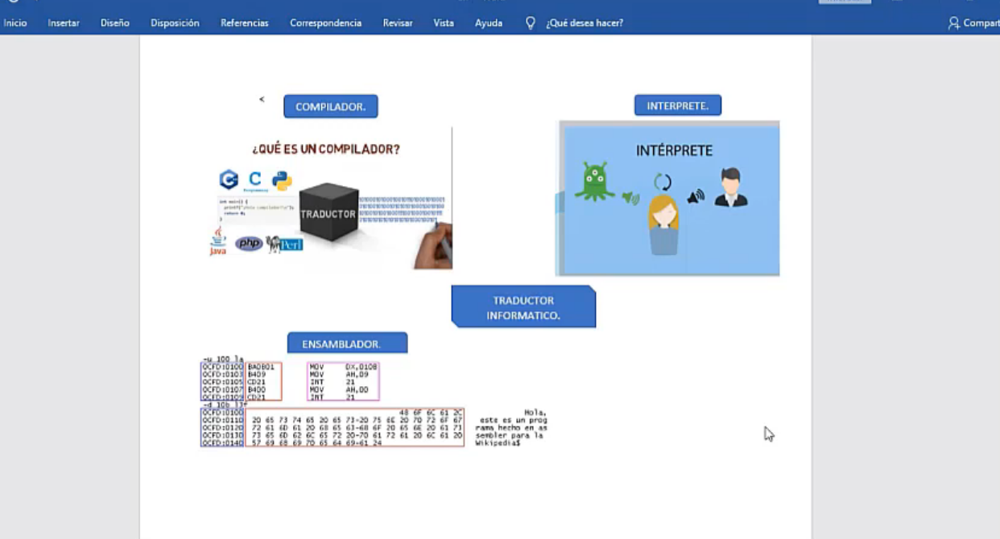 Inicio Insertar Diseño Disposición Referencias Correspondencia Revisar Vista Ayuda ¿Qué desea hacer? Compart
<
COMPILADOR.
INTERPRETE.
¿QUÉ ES UN COMPILADOR?
INTÉRPRETE
C
int main() {
return 0;
}
TRADUCTOR
Java
php
Perl
TRADUCTOR
INFORMATICO.
ENSAMBLADOR.
-u 100 1a
0CFD:0100 BA0B01 MOV DX,010B
0CFD:0103 B409 MOV AH,09
0CFD:0105 CD21 INT 21
0CFD:0107 B400 MOV AH,00
0CFD:0109 CD21 INT 21
-d 10b 13f
0CFD:0100 48 6F 6C 61 2C Hola,
0CFD:0110 20 65 73 74 65 20 65 73-20 75 6E 20 70 72 6F 67 este es un prog
0CFD:0120 72 61 6D 61 20 68 65 63-68 6F 20 65 6E 20 61 73 rama hecho en as
0CFD:0130 73 65 6D 62 6C 65 72 20-70 61 72 61 20 6C 61 20 sembler para la
0CFD:0140 57 69 6B 69 70 65 64 69-61 24 Wikipedia$